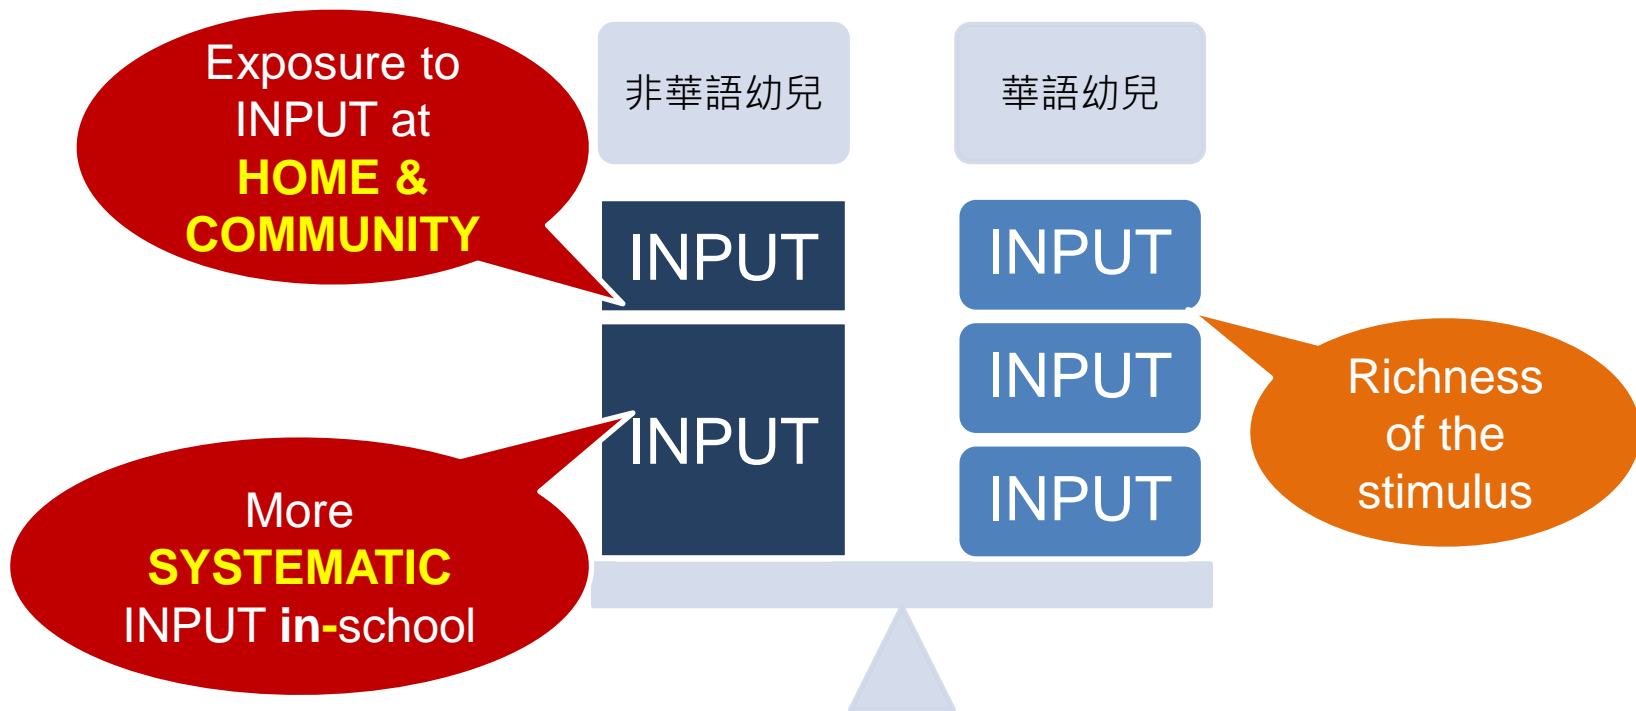 Exposure to
INPUT at
HOME &
COMMUNITY
More
SYSTEMATIC
INPUT in-school
非華語幼兒
INPUT
INPUT
華語幼兒
INPUT
INPUT
INPUT
Richness
of the
stimulus